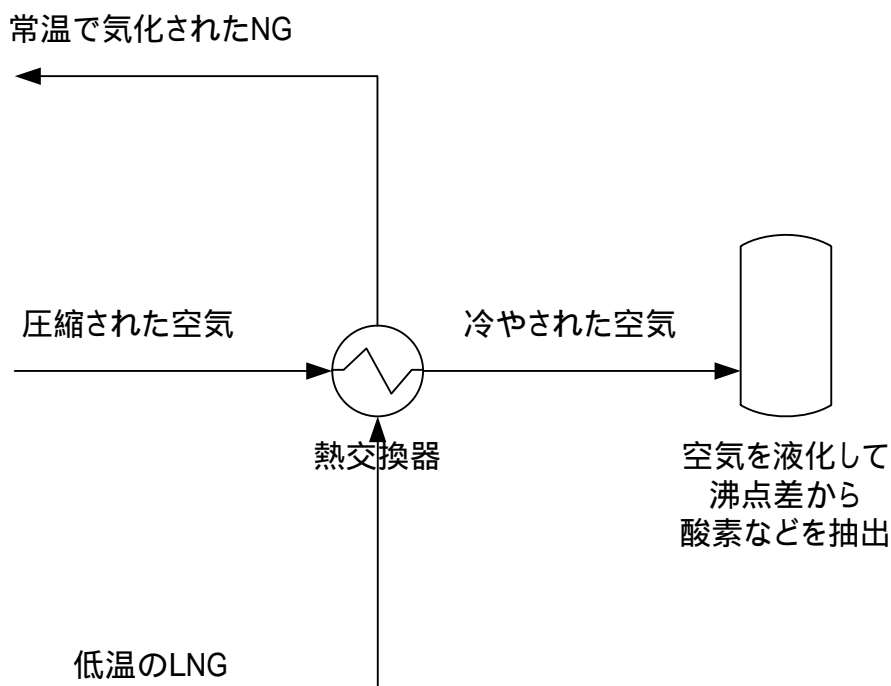 常温で気化されたNG
圧縮された空気
冷やされた空気
熱交換器
空気を液化して
沸点差から
酸素などを抽出
低温のLNG